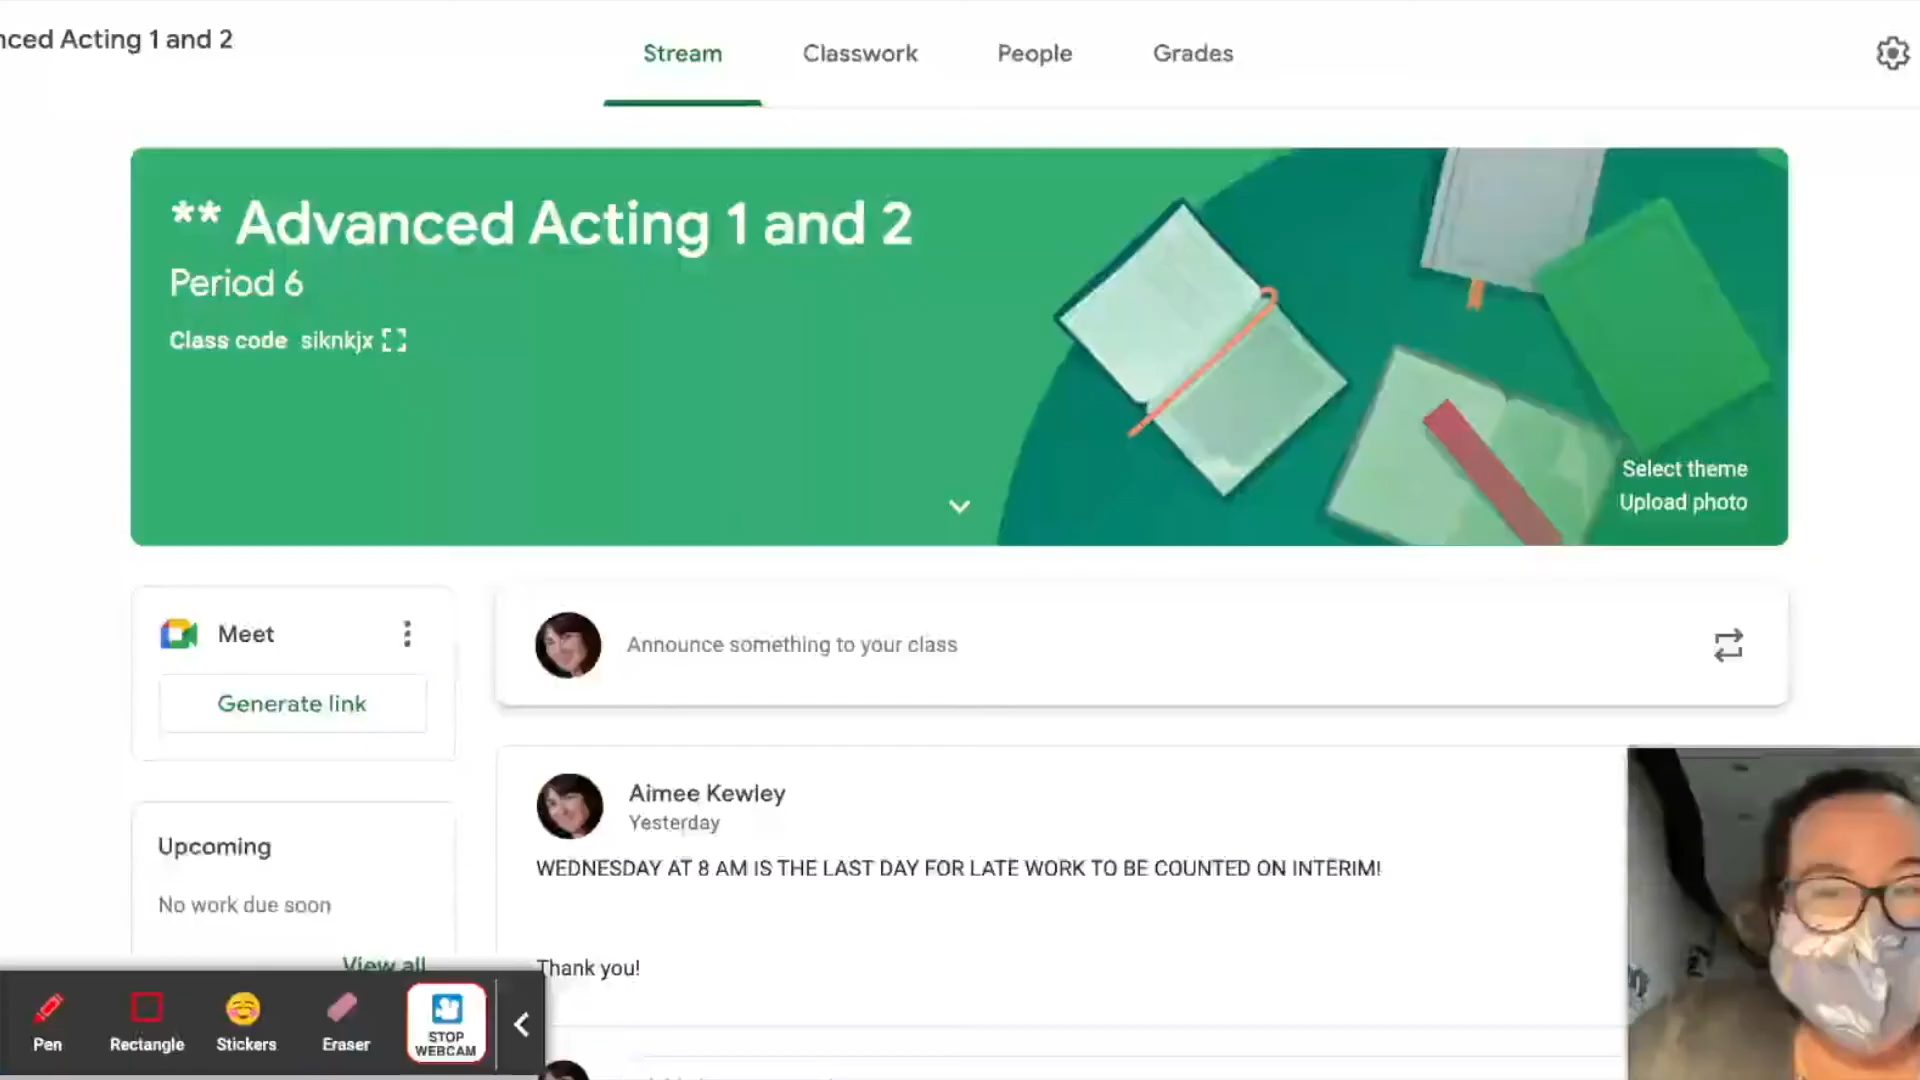 nced Acting 1 and 2
Stream
Classwork
People
Grades
** Advanced Acting 1 and 2
Period 6
Class code siknkjx
Select theme
Upload photo
Meet
Generate link
Announce something to your class
Aimee Kewley
Yesterday
WEDNESDAY AT 8 AM IS THE LAST DAY FOR LATE WORK TO BE COUNTED ON INTERIM!
Thank you!
Upcoming
No work due soon
View all
Pen
Rectangle
Stickers
Eraser
STOP
WEBCAM